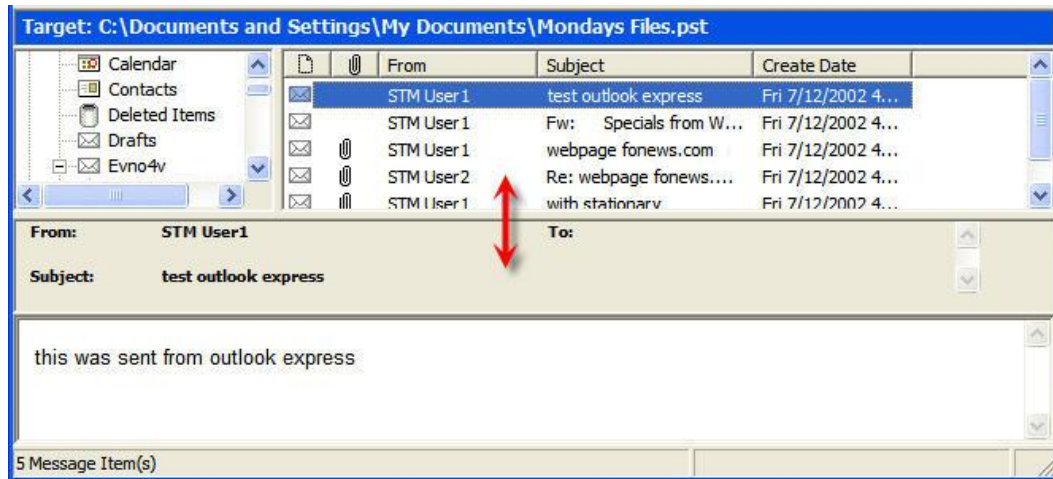 Target: C:\Documents and Settings\My Documents\Mondays Files.pst
Calendar
Contacts
Deleted Items
Drafts
Evno4v
From Subject Create Date
STM User1 test outlook express Fri 7/12/2002 4...
STM User1 Fw: Specials from W... Fri 7/12/2002 4...
STM User1 webpage fonews.com Fri 7/12/2002 4...
STM User2 Re: webpage fonews.... Fri 7/12/2002 4...
STM User1 with stationary Fri 7/12/2002 4...
From: STM User1 To:
Subject: test outlook express
this was sent from outlook express
5 Message Item(s)